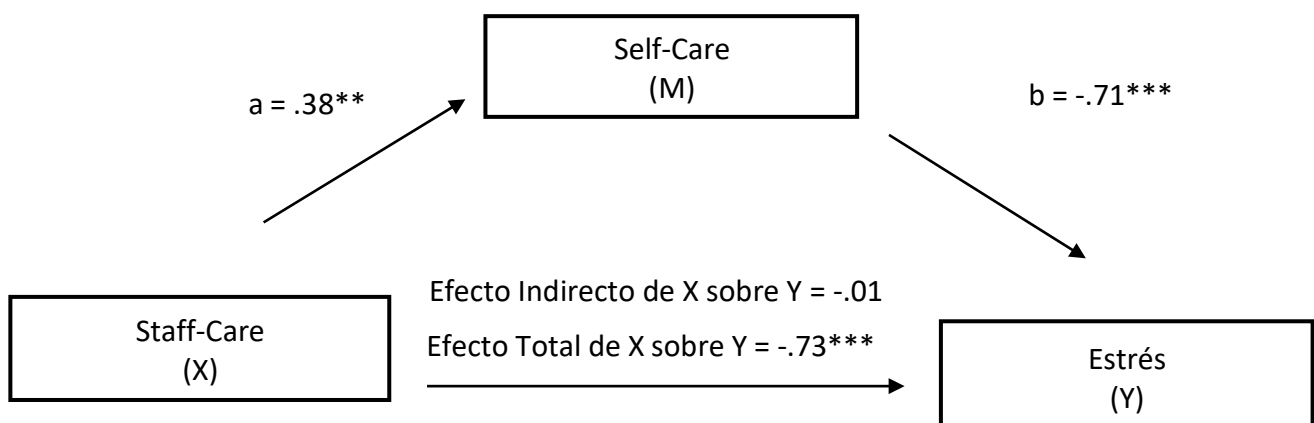 Self-Care
(M)
a = .38**
b = -.71***
Efecto Indirecto de X sobre Y = -.01
Efecto Total de X sobre Y = -.73***
Staff-Care
(X)
Estrés
(Y)